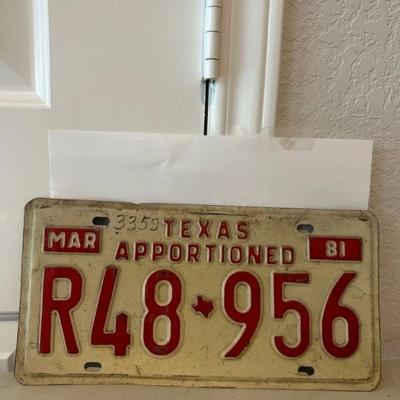 3359 TEXAS
MAR APPORTIONED 81
R48 956